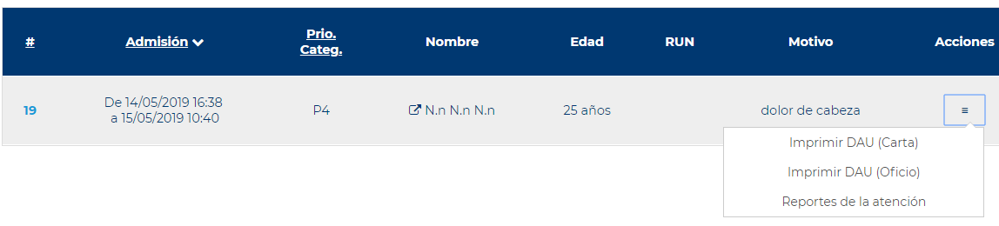 # Admisión Prio. Categ. Nombre Edad RUN Motivo Acciones
19 De 14/05/2019 16:38 a 15/05/2019 10:40 P4 N.n N.n N.n 25 años dolor de cabeza ≡
Imprimir DAU (Carta)
Imprimir DAU (Oficio)
Reportes de la atención